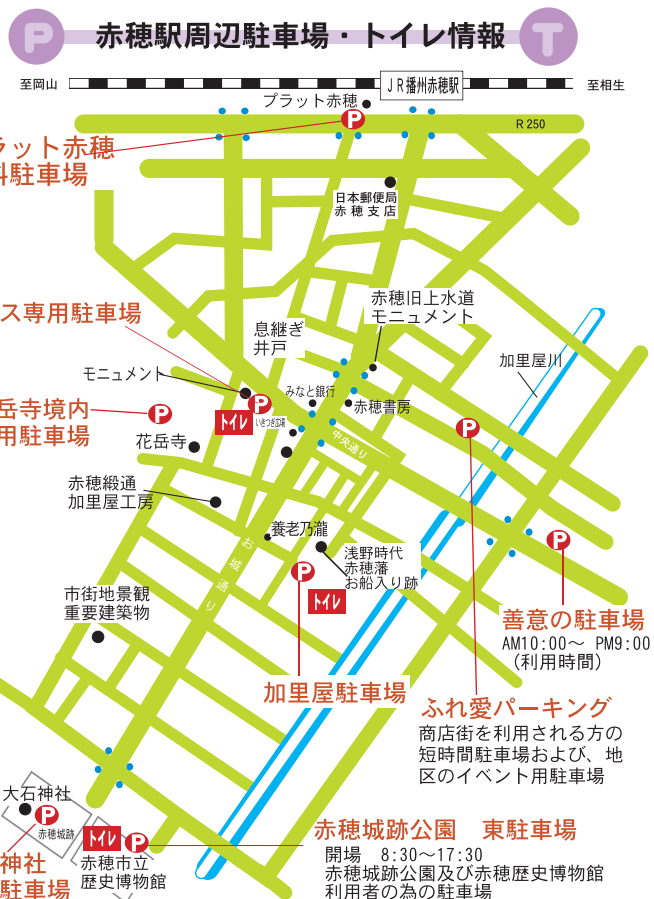 P
赤穂駅周辺駐車場・トイレ情報
T
至岡山
JR播州赤穂駅
至相生
プラット赤穂
P
R 250
ラット赤穂
料駐車場
日本郵便局
赤穂支店
ス専用駐車場
息継ぎ
井戸
赤穂旧上水道
モニュメント
加里屋川
モニュメント
みなと銀行
P
赤穂書房
岳寺境内
用駐車場
P
トイレ
いきつぎ広場
花岳寺
中央通り
P
赤穂緞通
加里屋工房
養老乃瀧
お城通り
浅野時代
赤穂藩
お船入り跡
P
P
トイレ
市街地景観
重要建築物
善意の駐車場
AM10:00～ PM9:00
(利用時間)
加里屋駐車場
ふれ愛パーキング
商店街を利用される方の
短時間駐車場および、地
区のイベント用駐車場
大石神社
P
赤穂城跡
神社
駐車場
トイレ
P
赤穂市立
歴史博物館
赤穂城跡公園 東駐車場
開場 8:30～17:30
赤穂城跡公園及び赤穂歴史博物館
利用者の為の駐車場